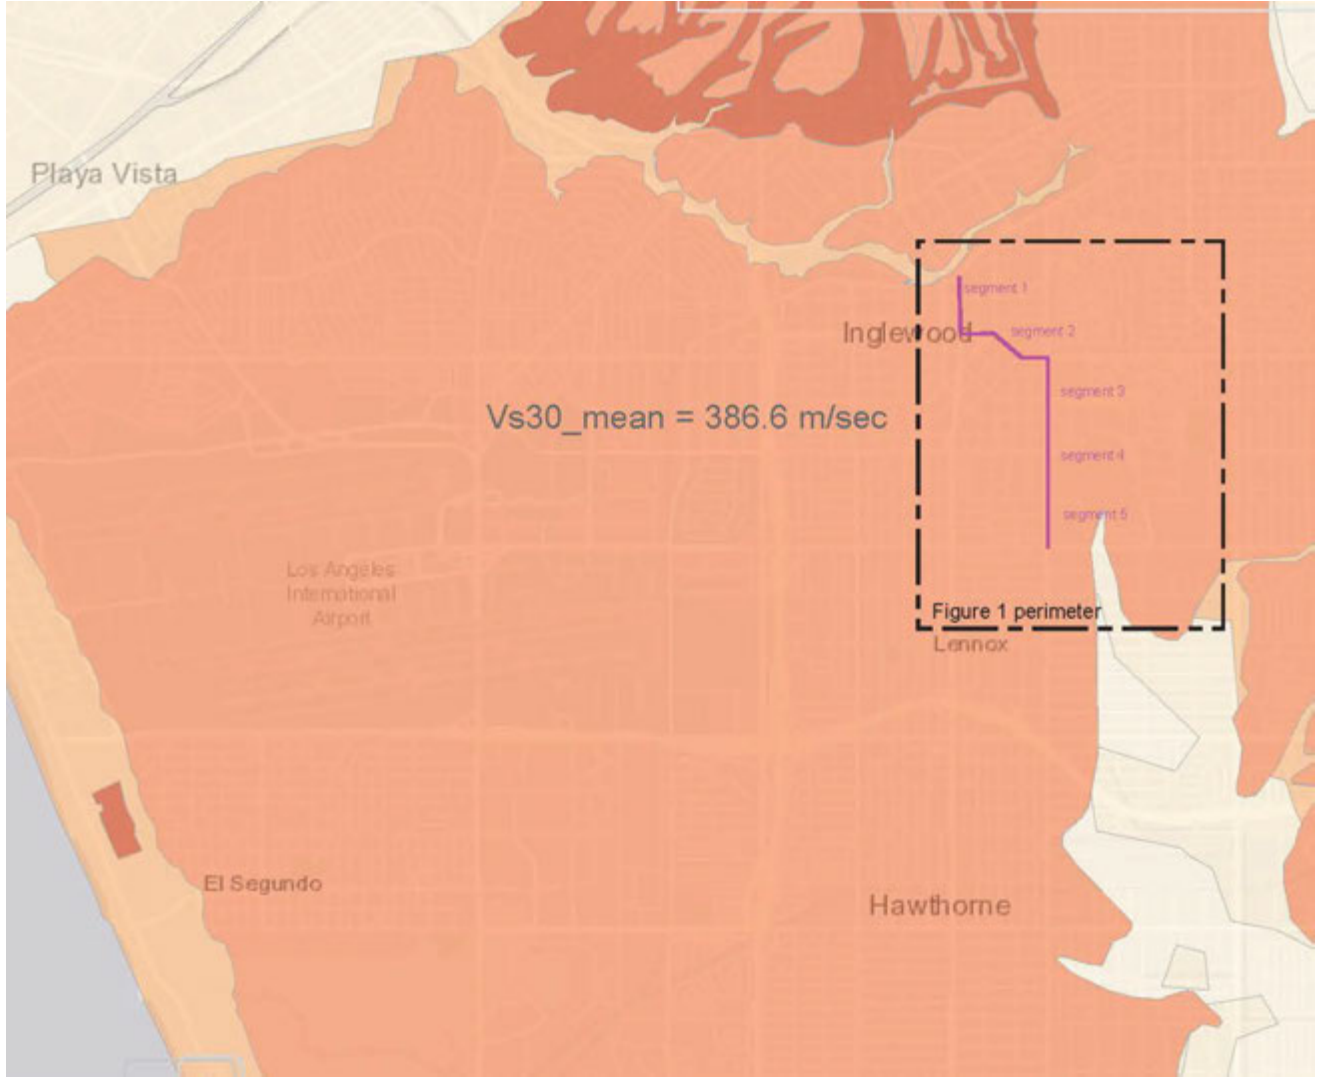 Playa Vista
segment 1
Inglewood
segment 2
segment 3
Vs30_mean = 386.6 m/sec
segment 4
segment 5
Los Angeles
International
Airport
Figure 1 perimeter
Lennox
El Segundo
Hawthorne